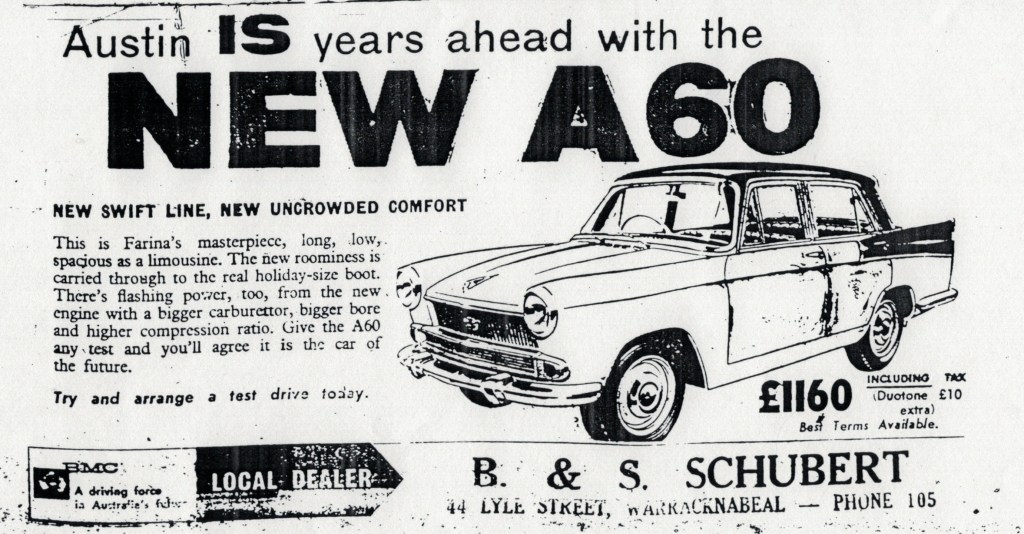 Austin IS years ahead with the
NEW A60
NEW SWIFT LINE, NEW UNCROWDED COMFORT
This is Farina's masterpiece, long, low,
spacious as a limousine. The new roominess is
carried through to the real holiday-size boot.
There's flashing power, too, from the new
engine with a bigger carburettor, bigger bore
and higher compression ratio. Give the A60
any test and you'll agree it is the car of
the future.
Try and arrange a test drive today.
£1160
INCLUDING TAX
(Duotone £10
extra)
Best Terms Available.
BMC
A driving force
in Australia's
LOCAL DEALER
B. & S. SCHUBERT
44 LYLE STREET, WARRACKNABEAL — PHONE 105